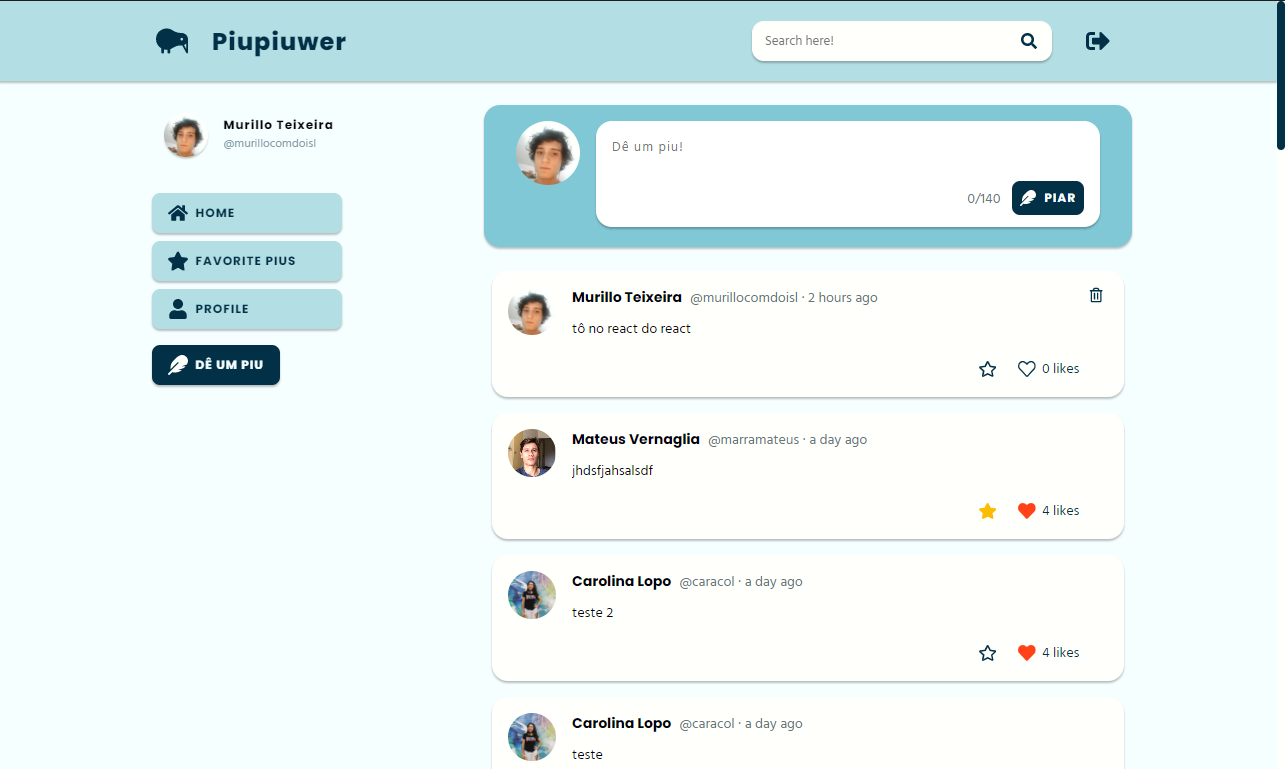 Piupiuwer
Search here!
Murillo Teixeira
@murillocomdoisl
HOME
FAVORITE PIUS
PROFILE
DÊ UM PIU
Dê um piu!
0/140 PIAR
Murillo Teixeira @murillocomdoisl · 2 hours ago
tô no react do react
0 likes
Mateus Vernaglia @marramateus · a day ago
jhdsfjahsalsdf
4 likes
Carolina Lopo @caracol · a day ago
teste 2
4 likes
Carolina Lopo @caracol · a day ago
teste